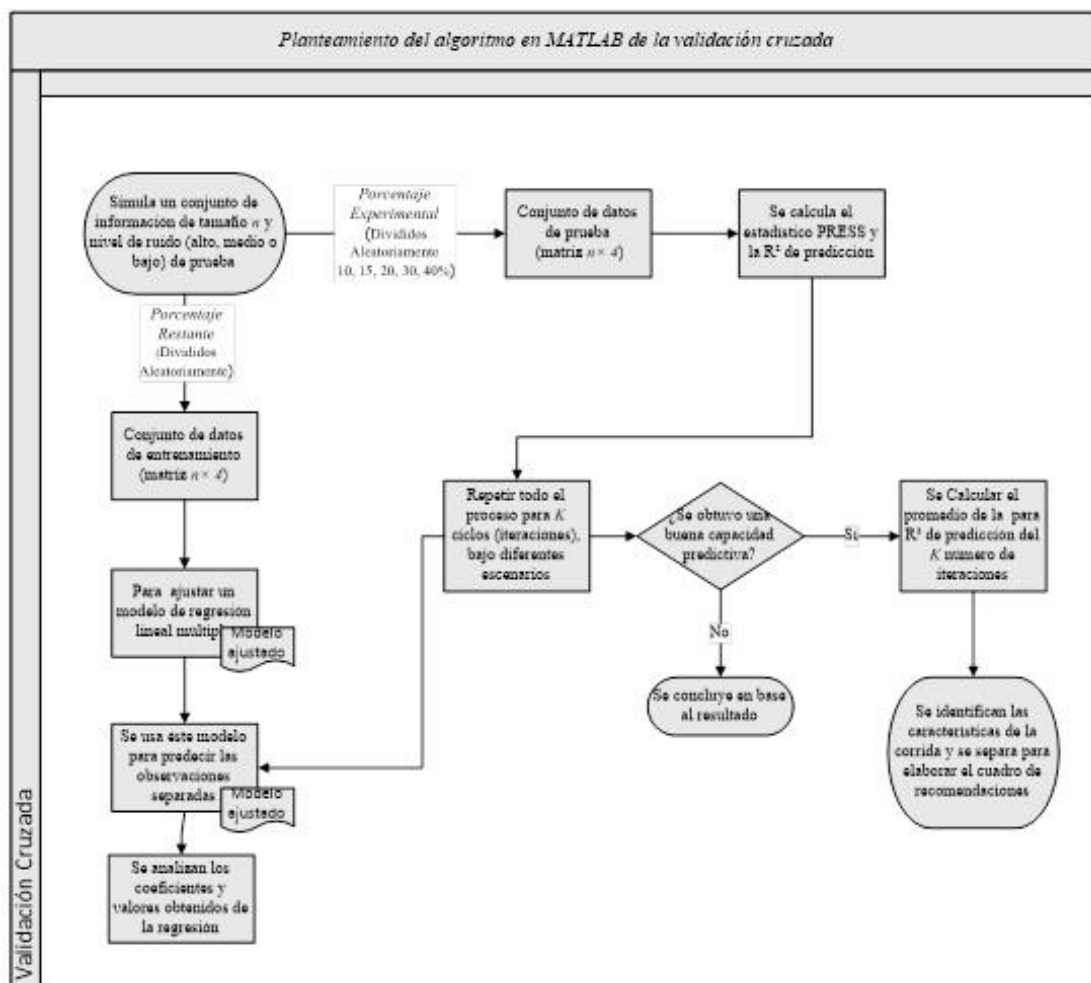 Planteamiento del algoritmo en MATLAB de la validación cruzada
Simula un conjunto de
información de tamaño n y
nivel de ruido (alto, medio o
bajo) de prueba
Porcentaje
Experimental
(Divididos
Aleatoriamente
10, 15, 20, 30, 40%)
Conjunto de datos
de prueba
(matriz n × 4)
Se calcula el
estadístico PRESS y
la R² de predicción
Porcentaje
Restante
(Divididos
Aleatoriamente)
Conjunto de datos
de entrenamiento
(matriz n × 4)
Repetir todo el
proceso para K
ciclos (iteraciones),
bajo diferentes
escenarios
¿Se obtuvo una
buena capacidad
predictiva?
Si
Se Calcular el
promedio de la para
R² de predicción del
K número de
iteraciones
Para ajustar un
modelo de regresión
lineal múltipl
Modelo
ajustado
No
Se concluye en base
al resultado
Se identifican las
características de la
corrida y se separa para
elaborar el cuadro de
recomendaciones
Se usa este modelo
para predecir las
observaciones
separadas
Modelo
ajustado
Se analizan los
coeficientes y
valores obtenidos de
la regresión
Validación Cruzada